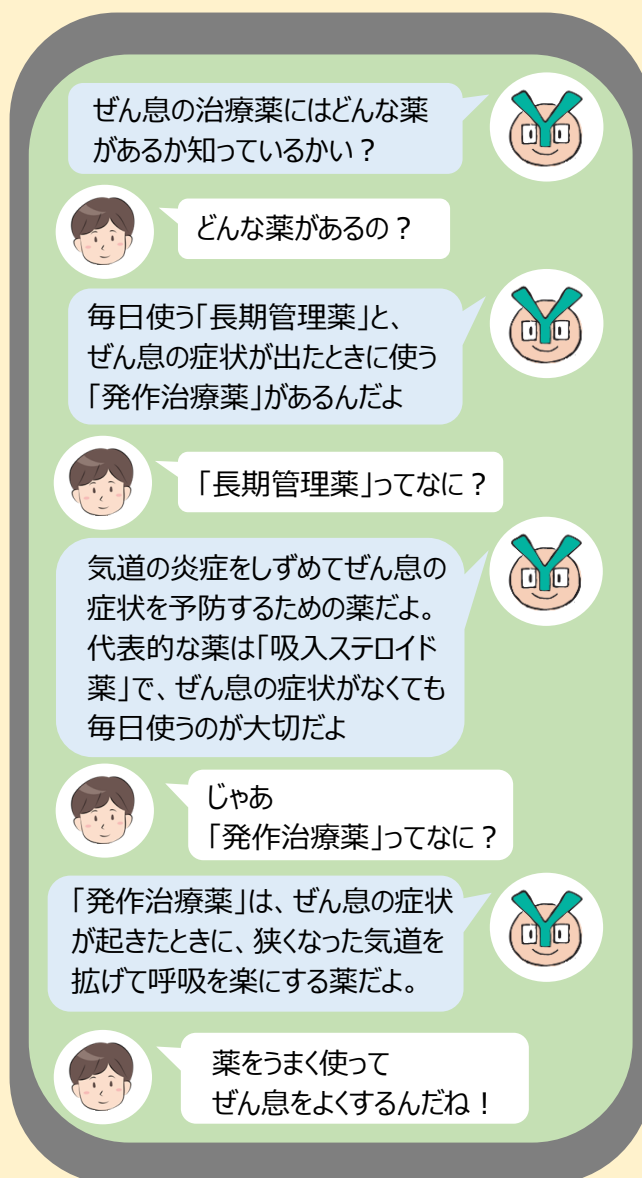 ぜん息の治療薬にはどんな薬
があるか知っているかい？
どんな薬があるの？
毎日使う「長期管理薬」と、
ぜん息の症状が出たときに使う
「発作治療薬」があるんだよ
「長期管理薬」ってなに？
気道の炎症をしずめてぜん息の
症状を予防するための薬だよ。
代表的な薬は「吸入ステロイド
薬」で、ぜん息の症状がなくても
毎日使うのが大切だよ
じゃあ
「発作治療薬」ってなに？
「発作治療薬」は、ぜん息の症状
が起きたときに、狭くなった気道を
拡げて呼吸を楽にする薬だよ。
薬をうまく使って
ぜん息をよくするんだね！